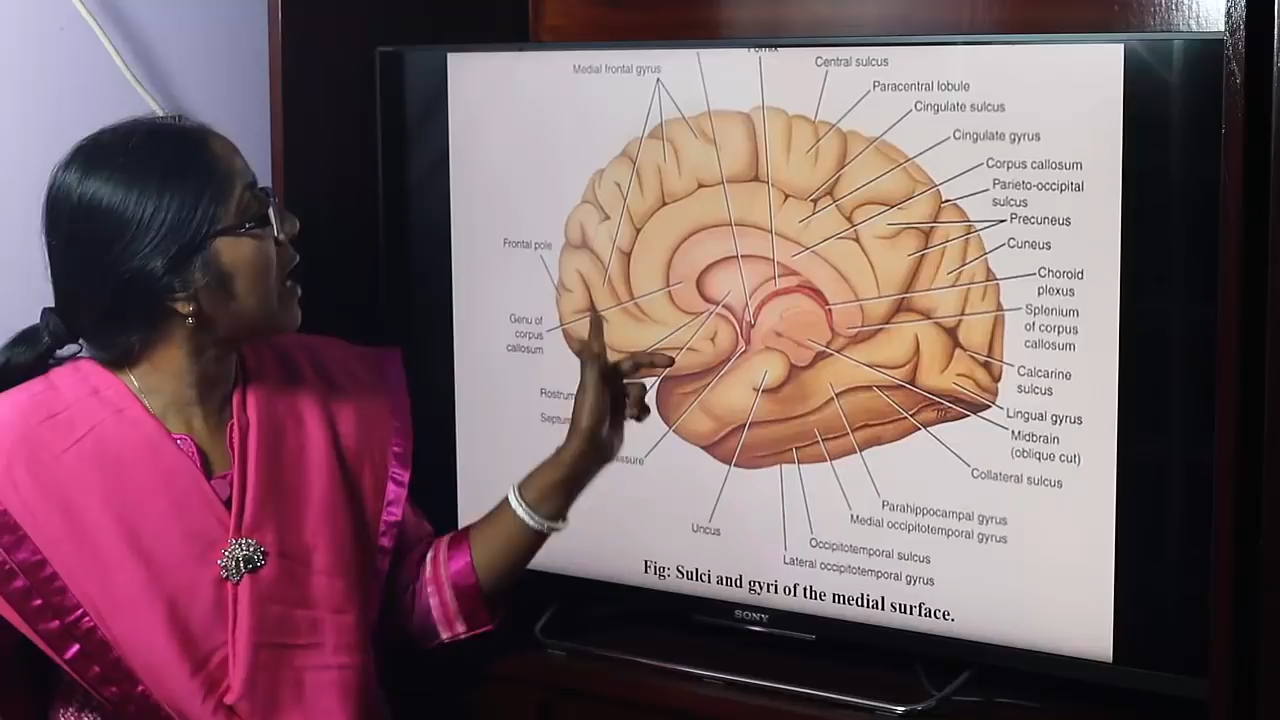 Fornix
Medial frontal gyrus
Central sulcus
Paracentral lobule
Cingulate sulcus
Cingulate gyrus
Corpus callosum
Parieto-occipital
sulcus
Precuneus
Cuneus
Choroid
plexus
Splenium
of corpus
callosum
Calcarine
sulcus
Lingual gyrus
Midbrain
(oblique cut)
Collateral sulcus
Parahippocampal gyrus
Medial occipitotemporal gyrus
Occipitotemporal sulcus
Lateral occipitotemporal gyrus
Frontal pole
Genu of
corpus
callosum
Rostrum
Uncus
Fig: Sulci and gyri of the medial surface.
SONY